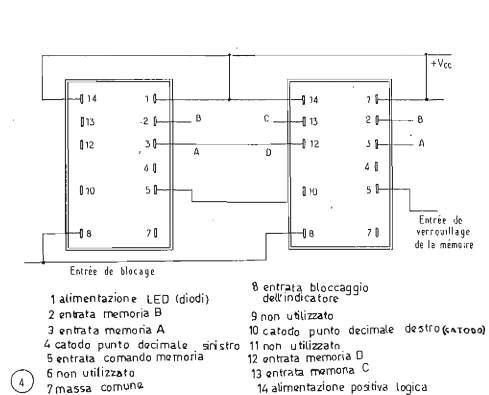 +Vcc
14 1 14 1
13 2 B C 13 2 B
12 3 A D 12 3 A
4 4
10 5 10 5
8 7 8 7
Entrée de
verrouillage
de la mémoire
Entrée de blocage
1 alimentazione LED (diodi)
2 entrata memoria B
3 entrata memoria A
4 catodo punto decimale sinistro
5 entrata comando memoria
6 non utilizzato
7 massa comune
8 entrata bloccaggio
dell'indicatore
9 non utilizzato
10 catodo punto decimale destro (CATODO)
11 non utilizzato
12 entrata memoria D
13 entrata memoria C
14 alimentazione positiva logica
4